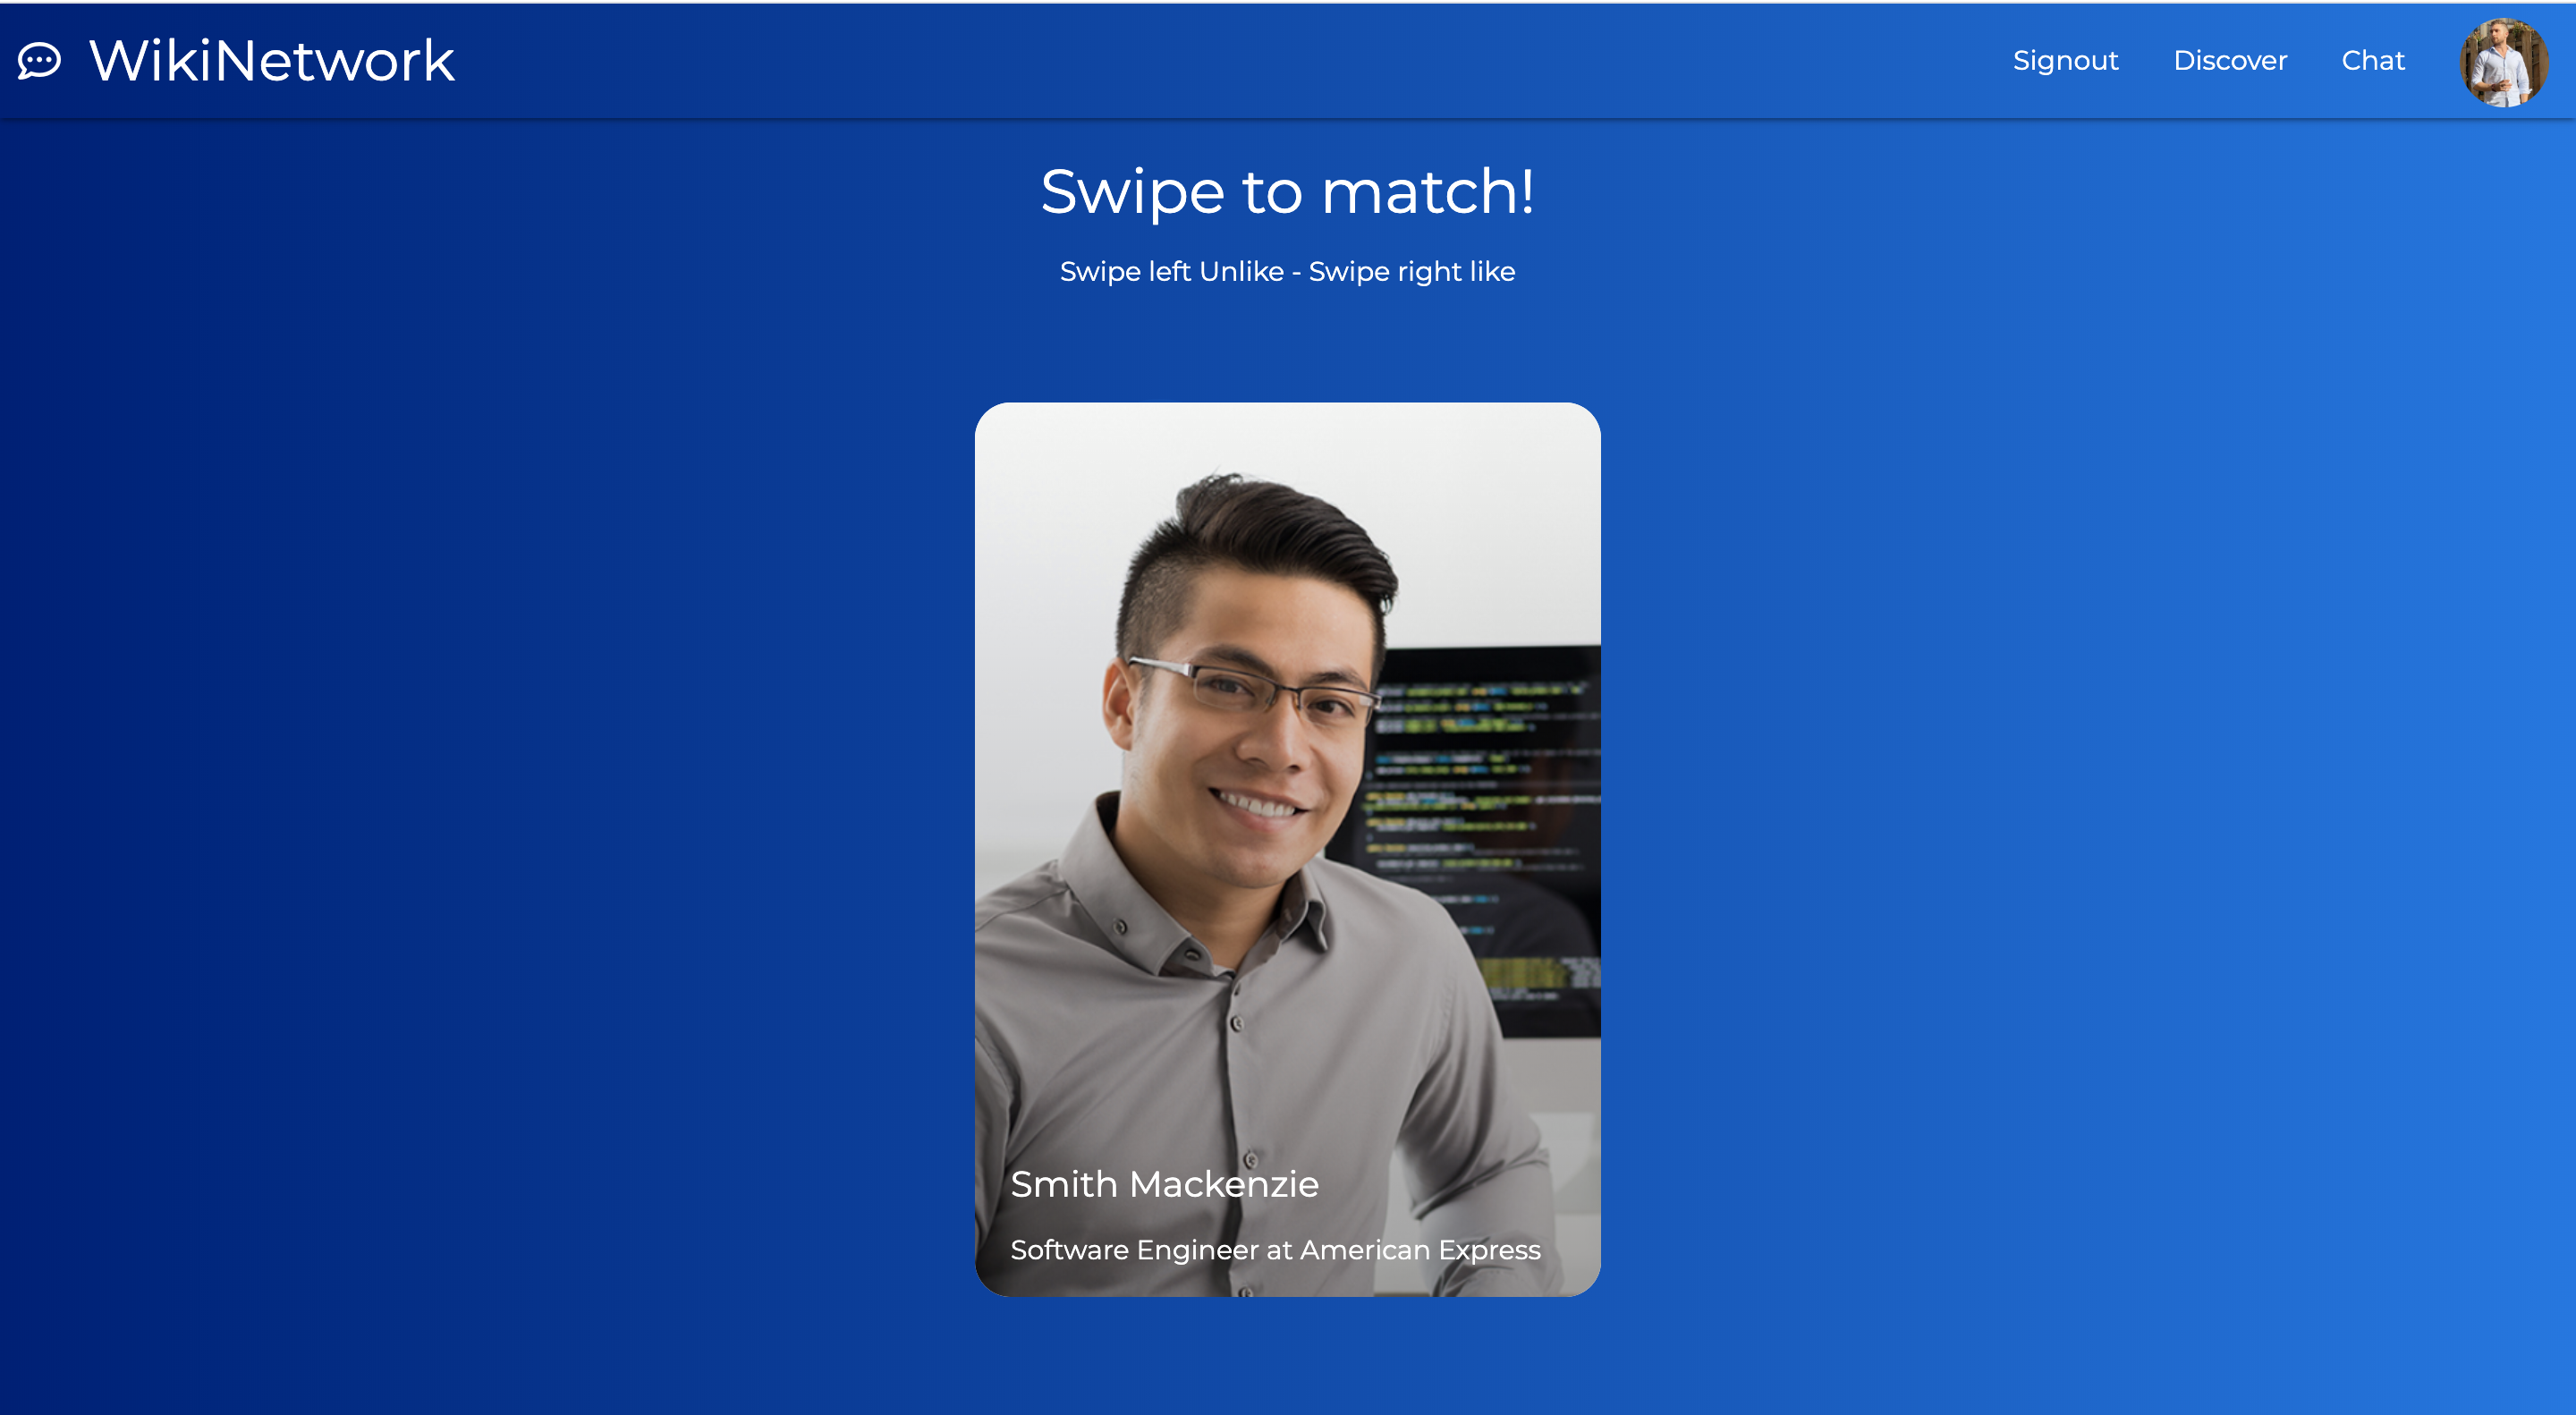 WikiNetwork
Signout Discover Chat
Swipe to match!
Swipe left Unlike - Swipe right like
Smith Mackenzie
Software Engineer at American Express